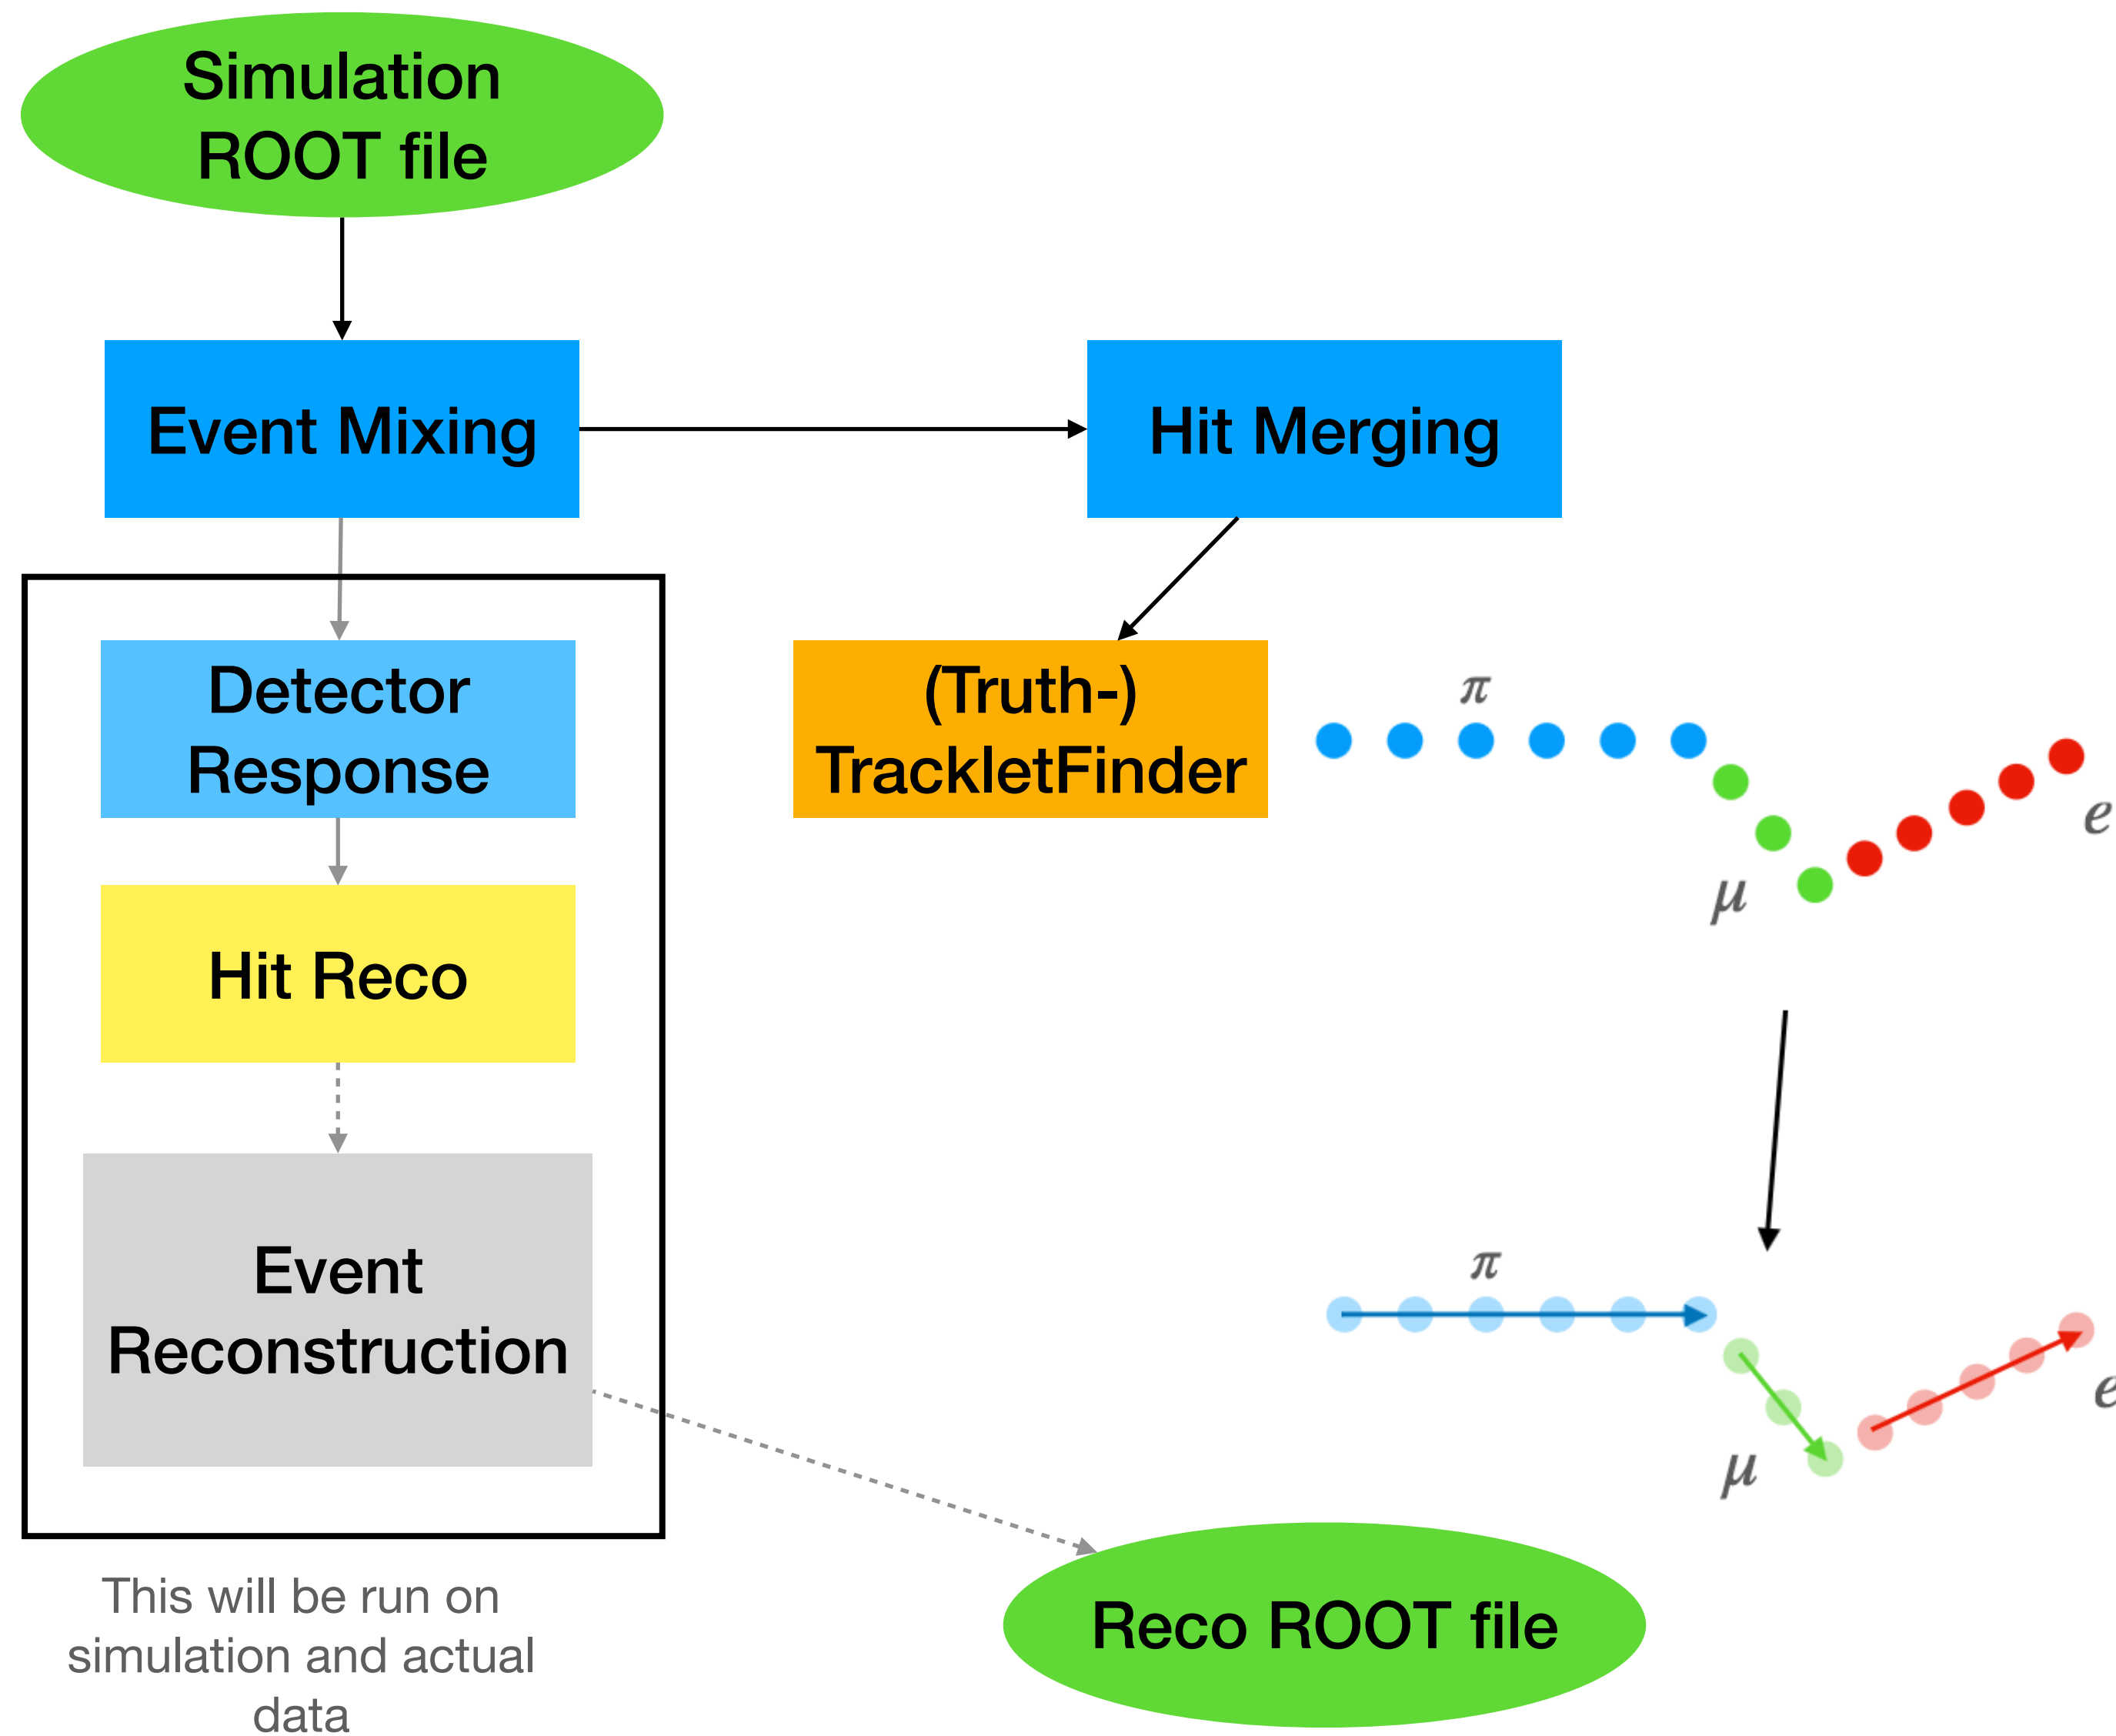 Simulation
ROOT file
Event Mixing
Hit Merging
Detector
Response
(Truth-)
TrackletFinder
π
e
μ
Hit Reco
Event
Reconstruction
π
e
μ
Reco ROOT file
This will be run on
simulation and actual
data